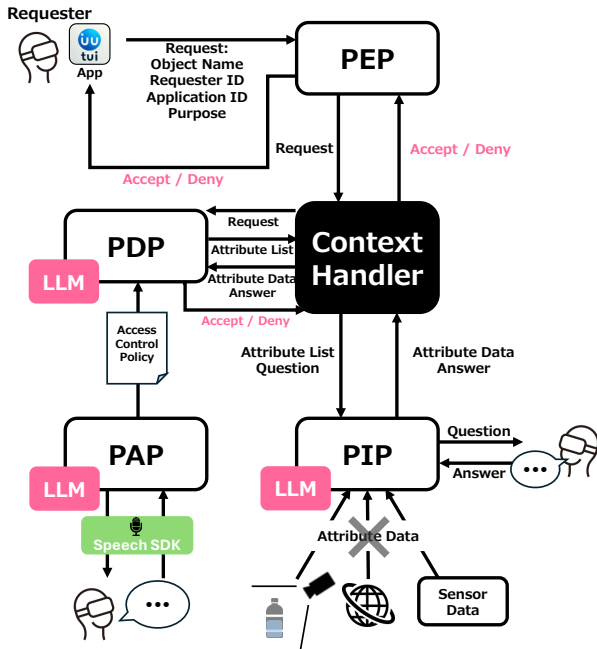 Requester
tui
App
Request:
Object Name
Requester ID
Application ID
Purpose
PEP
Accept / Deny
Request
Accept / Deny
PDP
LLM
Request
Attribute List
Attribute Data
Answer
Accept / Deny
Context
Handler
Access
Control
Policy
Attribute List
Question
Attribute Data
Answer
PAP
LLM
PIP
LLM
Question
Answer
Speech SDK
Attribute Data
Sensor
Data